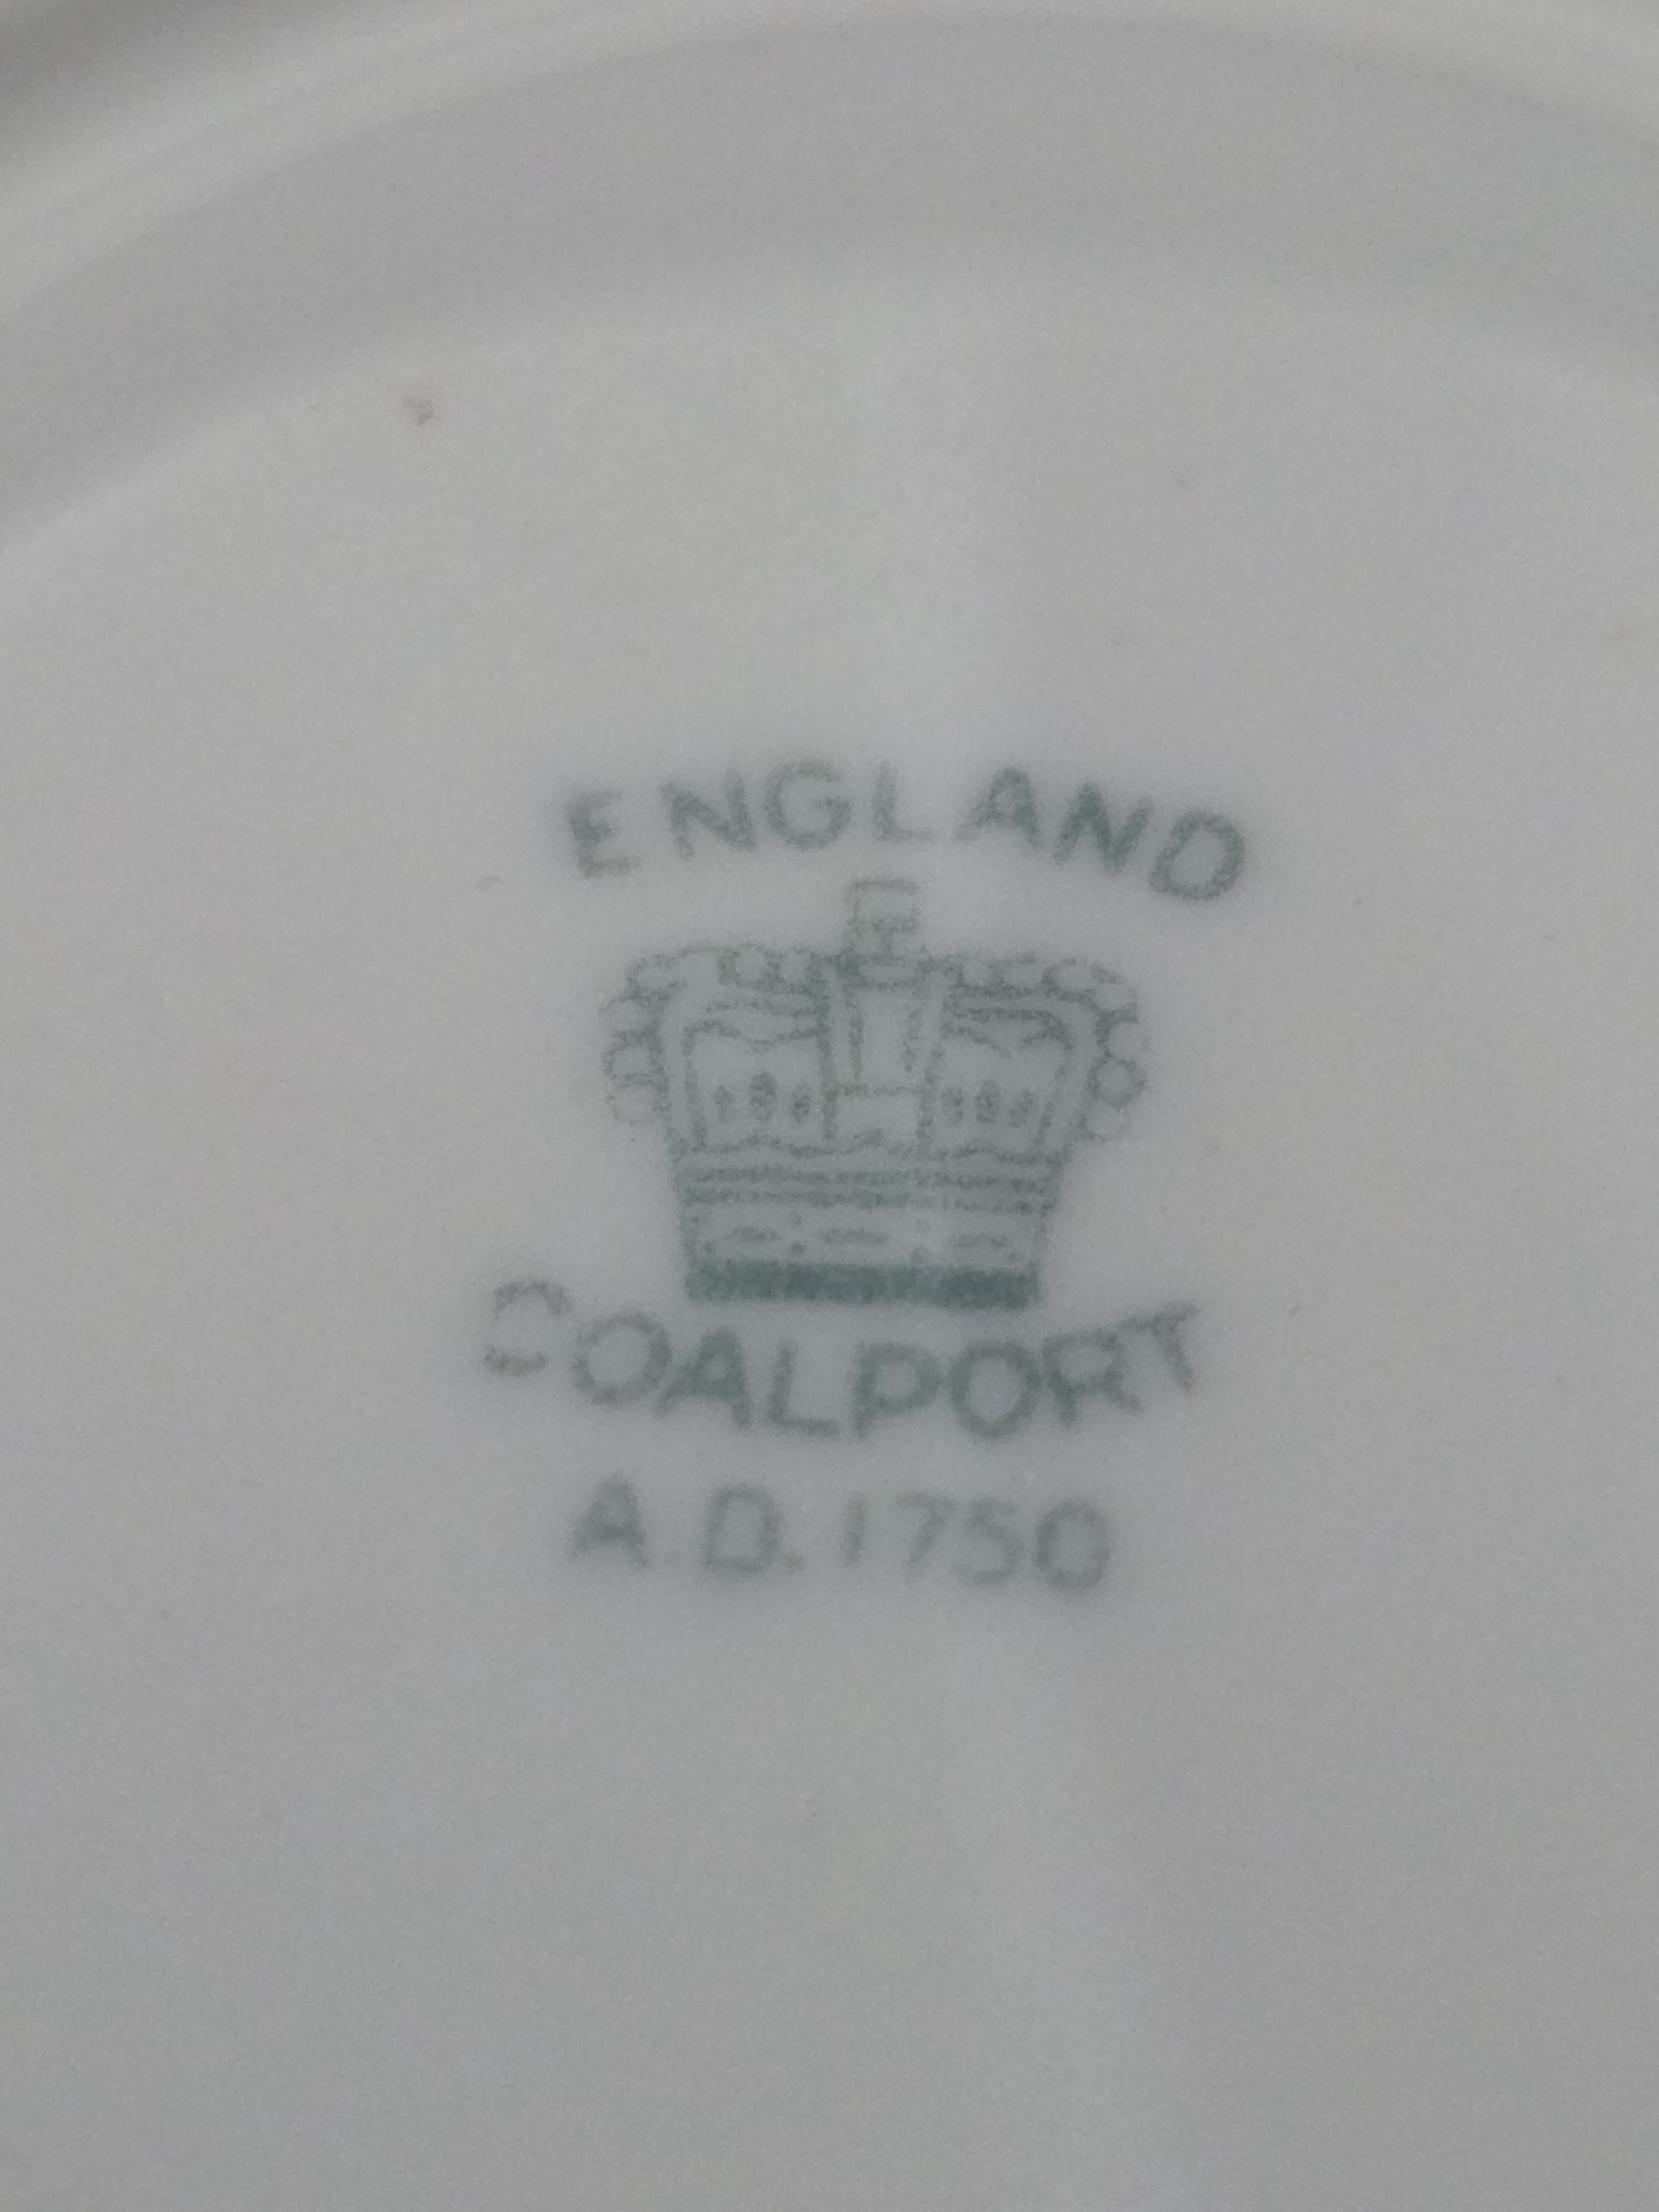 ENGLAND
COALPORT
A.D. 1750